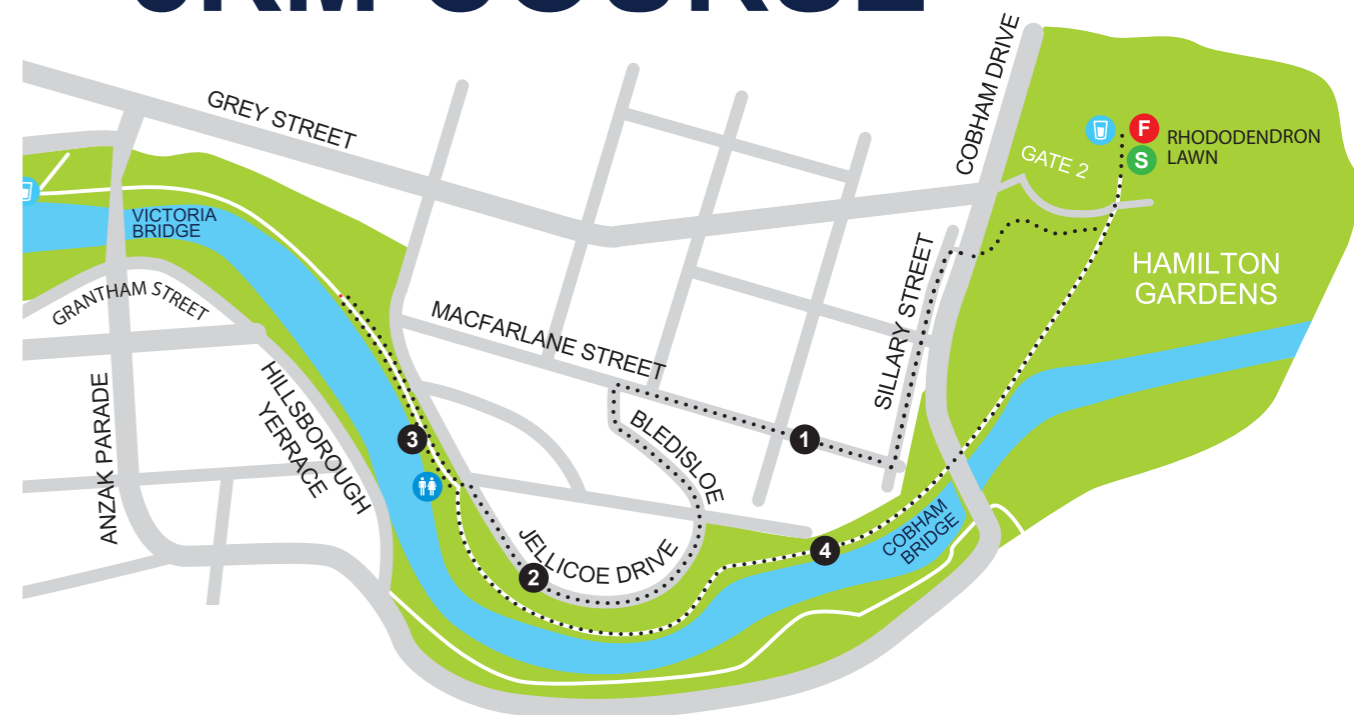 GREY STREET
COBHAM DRIVE
F
RHODODENDRON
S
LAWN
GATE 2
VICTORIA
BRIDGE
HAMILTON
GARDENS
GRANTHAM STREET
MACFARLANE STREET
SILLARY STREET
HILLSBOROUGH
YERRACE
ANZAK PARADE
BLEDISLOE
1
3
JELLICOE DRIVE
2
4
COBHAM
BRIDGE